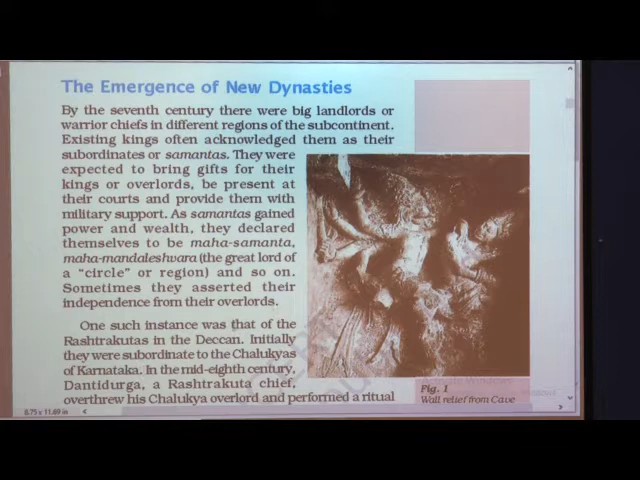 The Emergence of New Dynasties
By the seventh century there were big landlords or
warrior chiefs in different regions of the subcontinent.
Existing kings often acknowledged them as their
subordinates or samantas. They were
expected to bring gifts for their
kings or overlords, be present at
their courts and provide them with
military support. As samantas gained
power and wealth, they declared
themselves to be maha-samanta,
maha-mandaleshwara (the great lord of
a “circle” or region) and so on.
Sometimes they asserted their
independence from their overlords.
One such instance was that of the
Rashtrakutas in the Deccan. Initially
they were subordinate to the Chalukyas
of Karnataka. In the mid-eighth century,
Dantidurga, a Rashtrakuta chief,
overthrew his Chalukya overlord and performed a ritual
Fig. 1
Wall relief from Cave
8.75 x 11.69 in